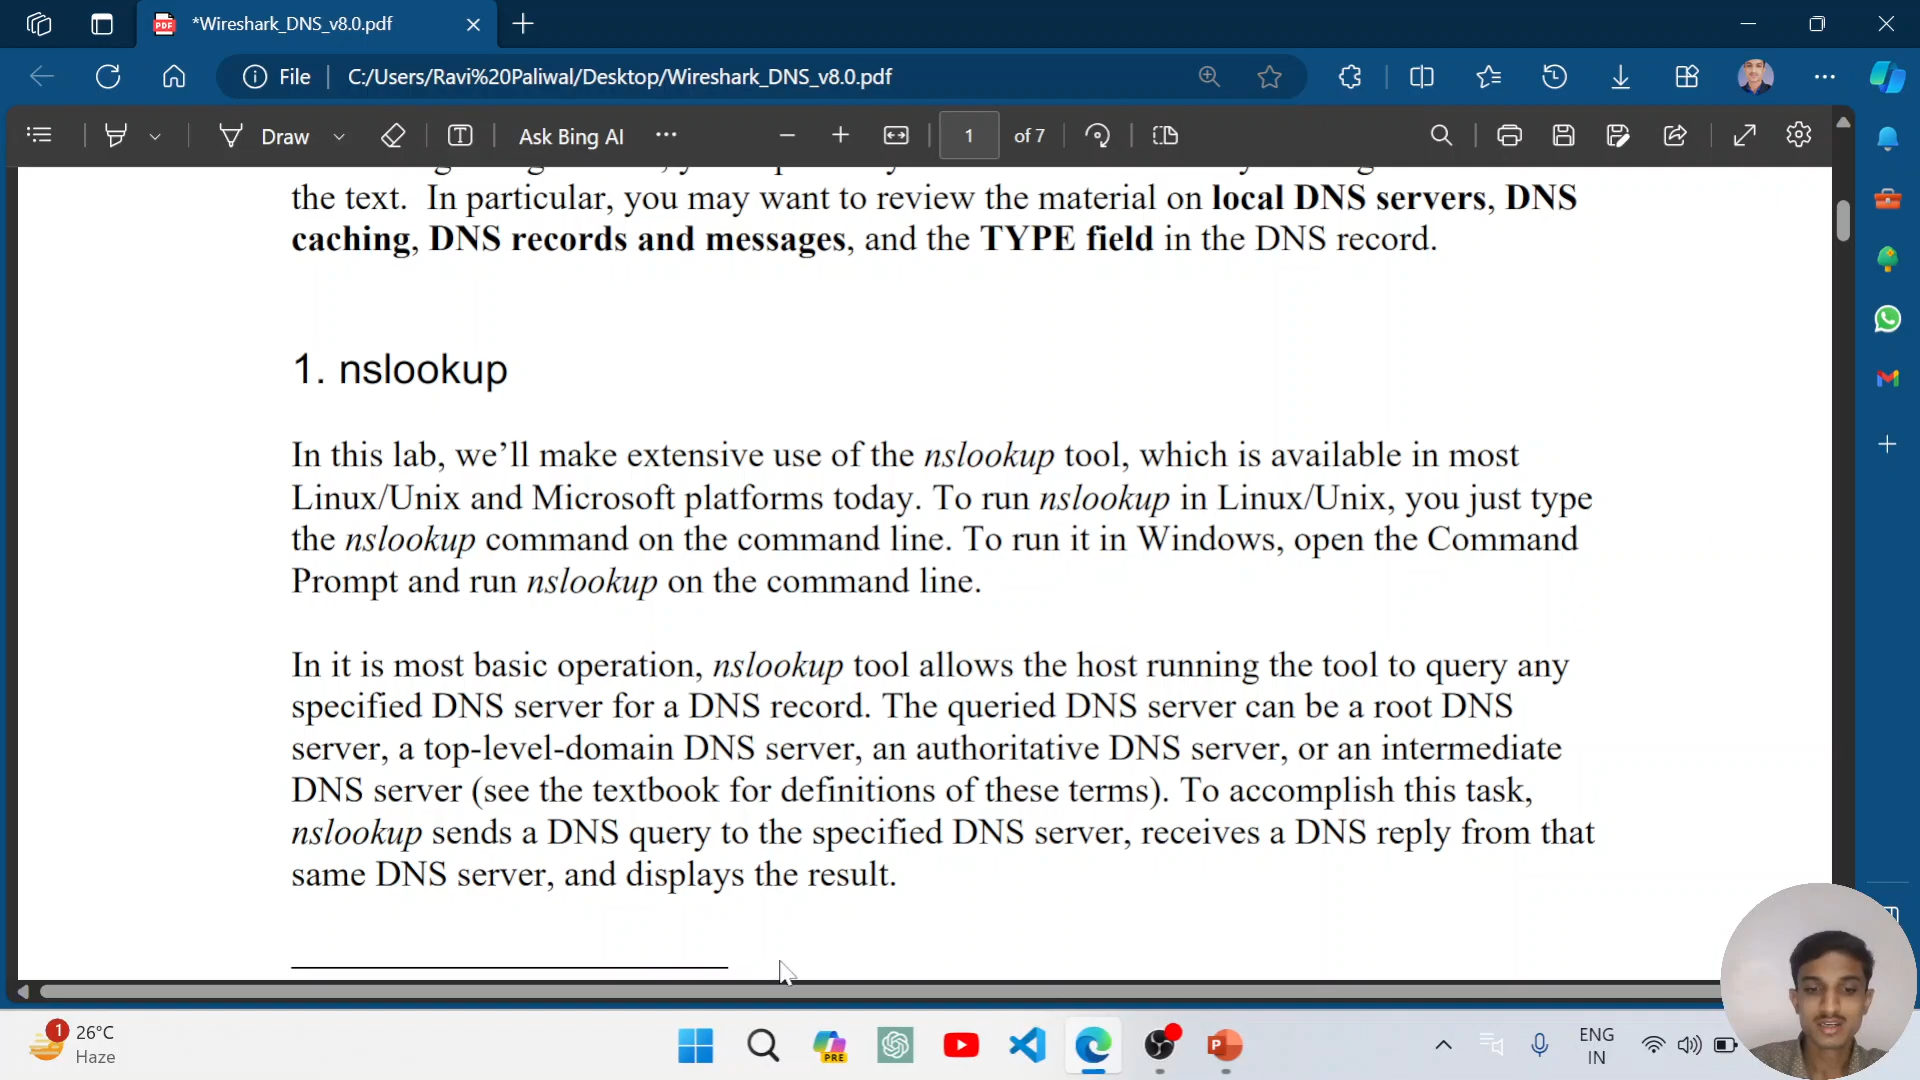 *Wireshark_DNS_v8.0.pdf
File
C:/Users/Ravi%20Paliwal/Desktop/Wireshark_DNS_v8.0.pdf
Draw
Ask Bing AI
1
of 7
the text.  In particular, you may want to review the material on local DNS servers, DNS
caching, DNS records and messages, and the TYPE field in the DNS record.
1. nslookup
In this lab, we’ll make extensive use of the nslookup tool, which is available in most
Linux/Unix and Microsoft platforms today. To run nslookup in Linux/Unix, you just type
the nslookup command on the command line. To run it in Windows, open the Command
Prompt and run nslookup on the command line.
In it is most basic operation, nslookup tool allows the host running the tool to query any
specified DNS server for a DNS record. The queried DNS server can be a root DNS
server, a top-level-domain DNS server, an authoritative DNS server, or an intermediate
DNS server (see the textbook for definitions of these terms). To accomplish this task,
nslookup sends a DNS query to the specified DNS server, receives a DNS reply from that
same DNS server, and displays the result.
1
26°C
Haze
PRE
ENG
IN